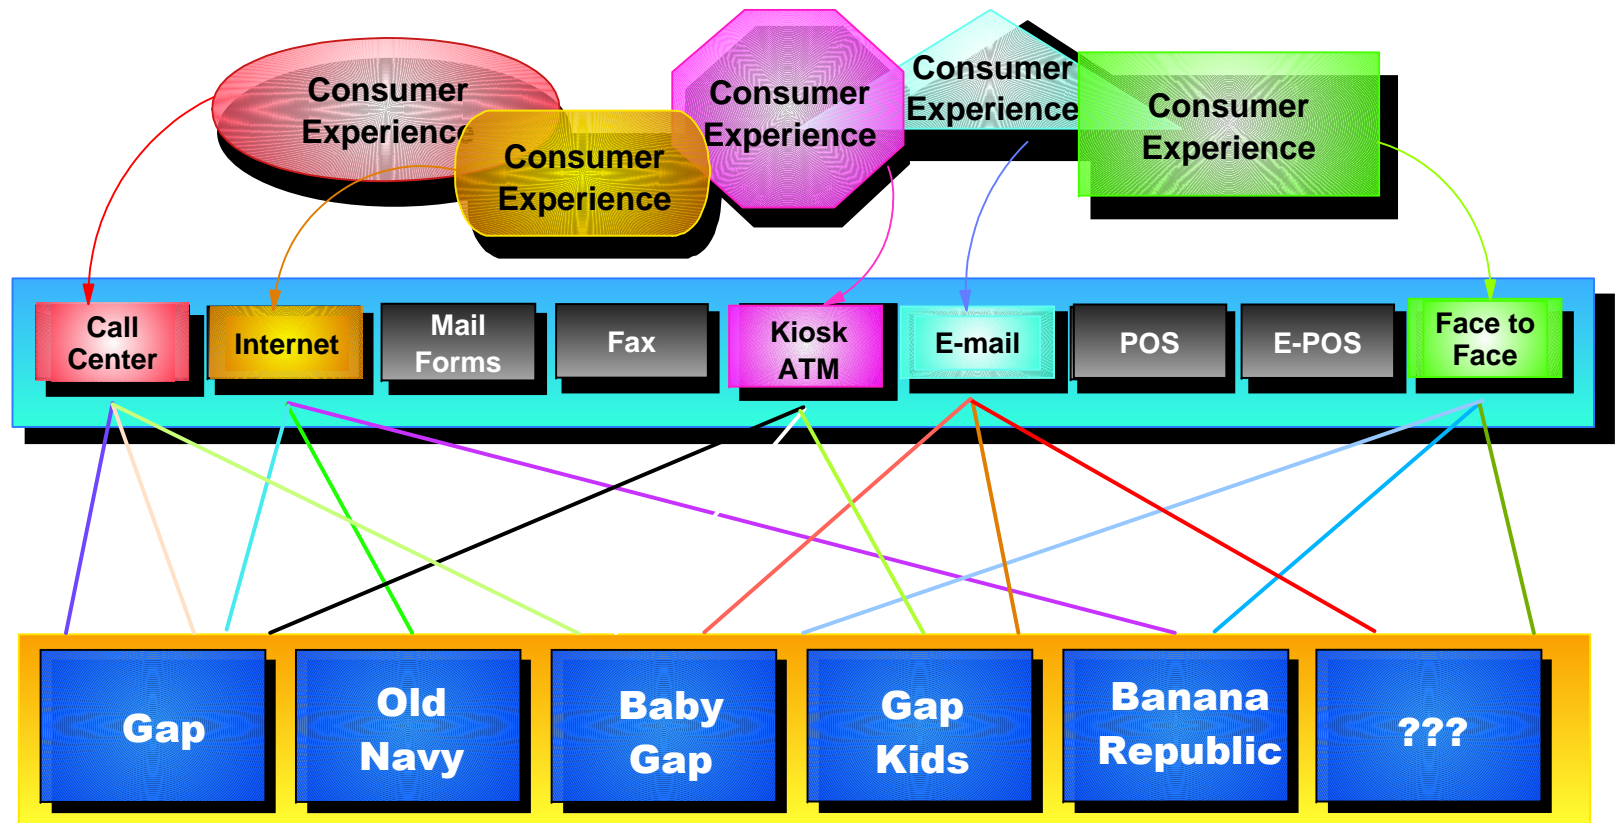 Consumer
Experience
Consumer
Experience
Consumer
Experience
Consumer
Experience
Consumer
Experience
Call
Center
Internet
Mail
Forms
Fax
Kiosk
ATM
E-mail
POS
E-POS
Face to
Face
Gap
Old
Navy
Baby
Gap
Gap
Kids
Banana
Republic
???